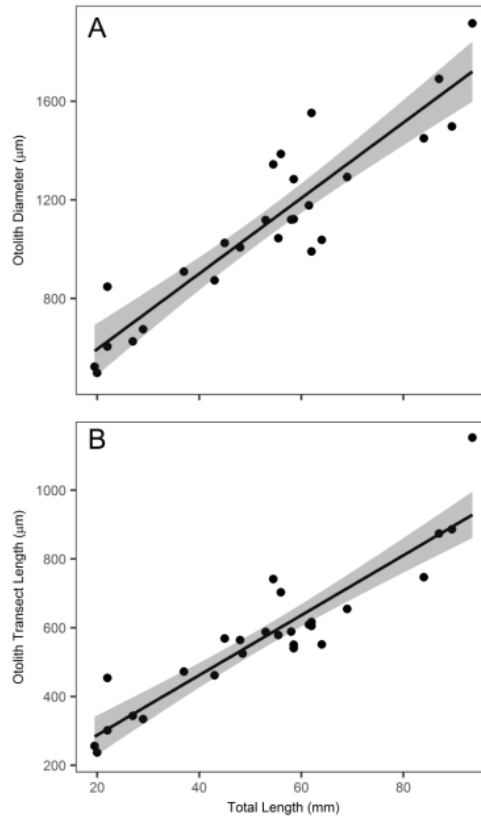 A
Otolith Diameter (μm)
1600
1200
800
B
Otolith Transect Length (μm)
1000
800
600
400
200
20
40
60
80
Total Length (mm)